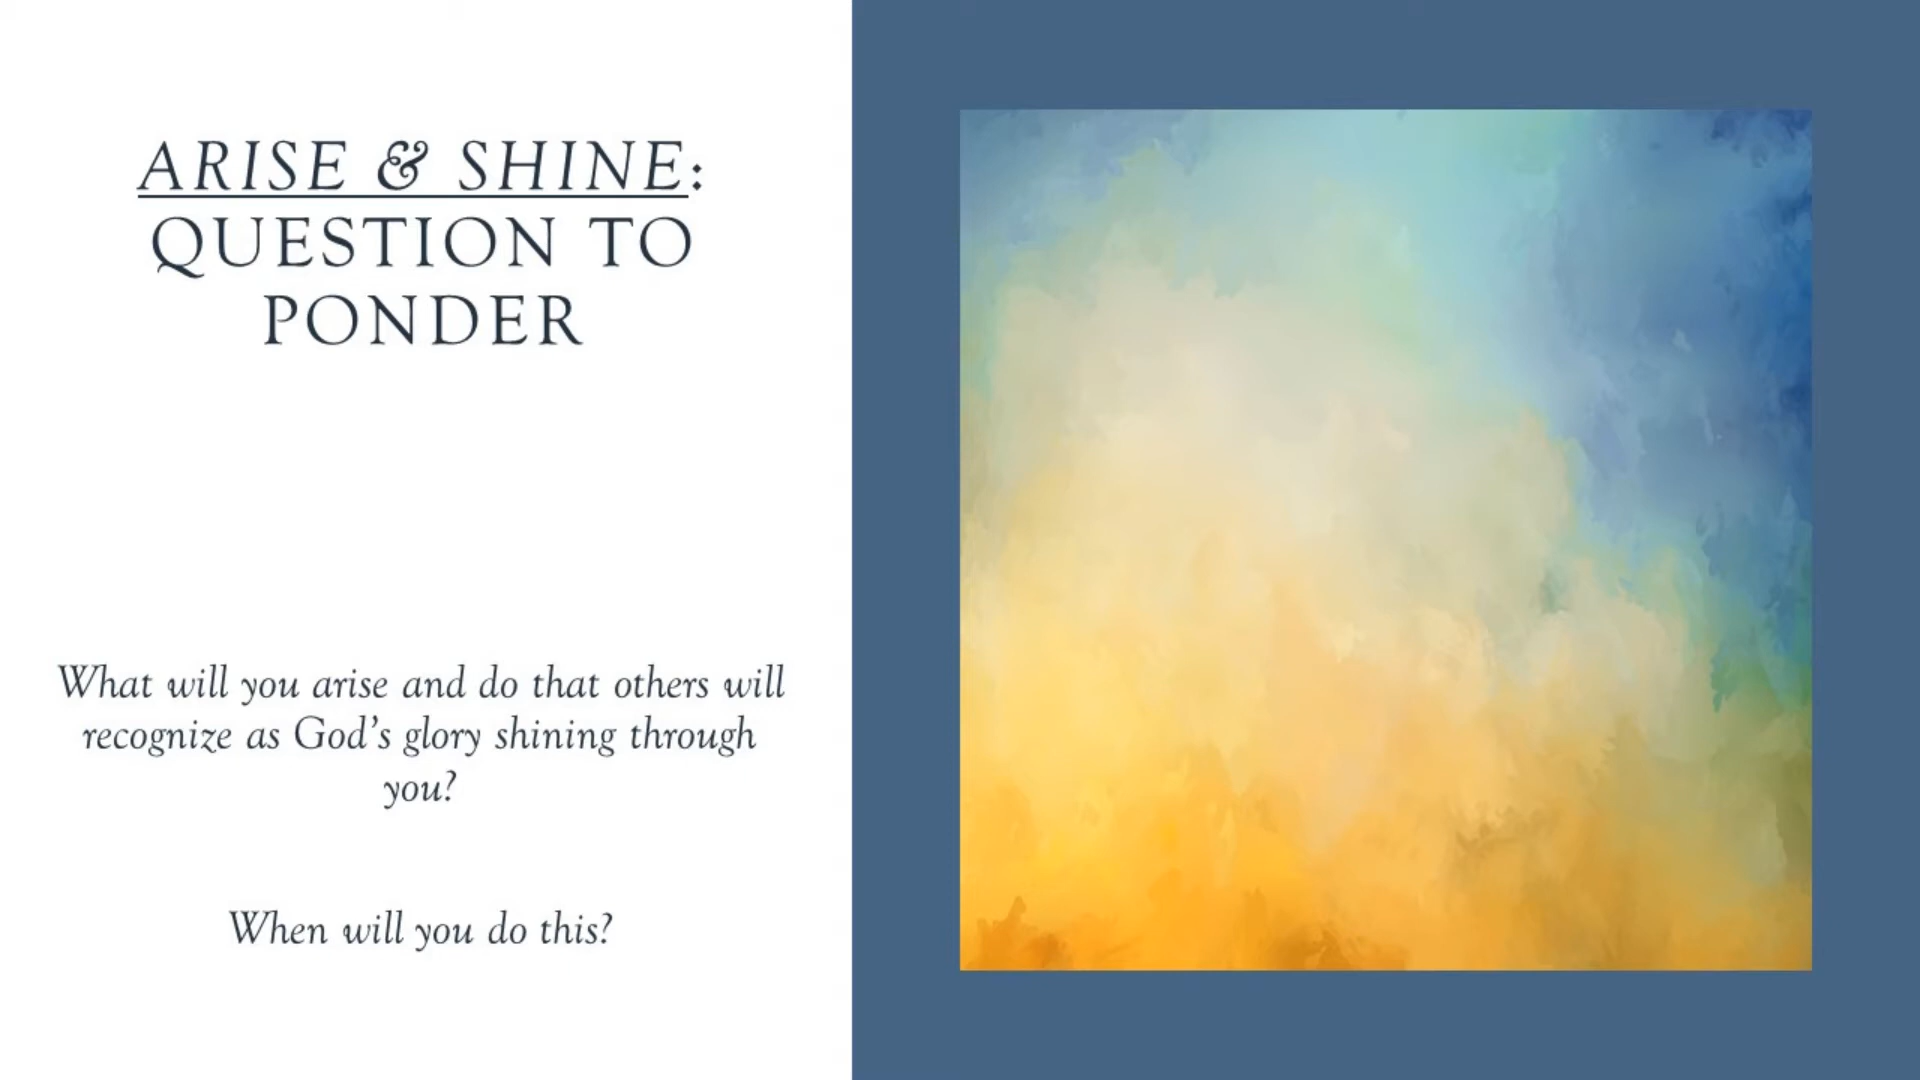 ARISE & SHINE:
QUESTION TO
PONDER
What will you arise and do that others will
recognize as God’s glory shining through
you?
When will you do this?